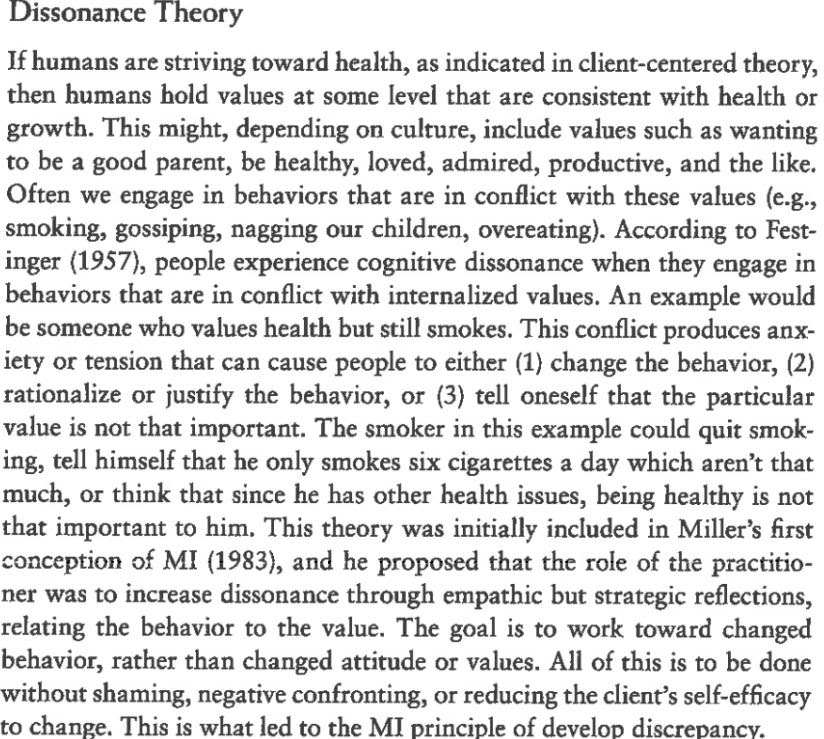 Dissonance Theory
If humans are striving toward health, as indicated in client-centered theory,
then humans hold values at some level that are consistent with health or
growth. This might, depending on culture, include values such as wanting
to be a good parent, be healthy, loved, admired, productive, and the like.
Often we engage in behaviors that are in conflict with these values (e.g.,
smoking, gossiping, nagging our children, overeating). According to Fest-
inger (1957), people experience cognitive dissonance when they engage in
behaviors that are in conflict with internalized values. An example would
be someone who values health but still smokes. This conflict produces anx-
iety or tension that can cause people to either (1) change the behavior, (2)
rationalize or justify the behavior, or (3) tell oneself that the particular
value is not that important. The smoker in this example could quit smok-
ing, tell himself that he only smokes six cigarettes a day which aren't that
much, or think that since he has other health issues, being healthy is not
that important to him. This theory was initially included in Miller's first
conception of MI (1983), and he proposed that the role of the practitio-
ner was to increase dissonance through empathic but strategic reflections,
relating the behavior to the value. The goal is to work toward changed
behavior, rather than changed attitude or values. All of this is to be done
without shaming, negative confronting, or reducing the client's self-efficacy
to change. This is what led to the MI principle of develop discrepancy.